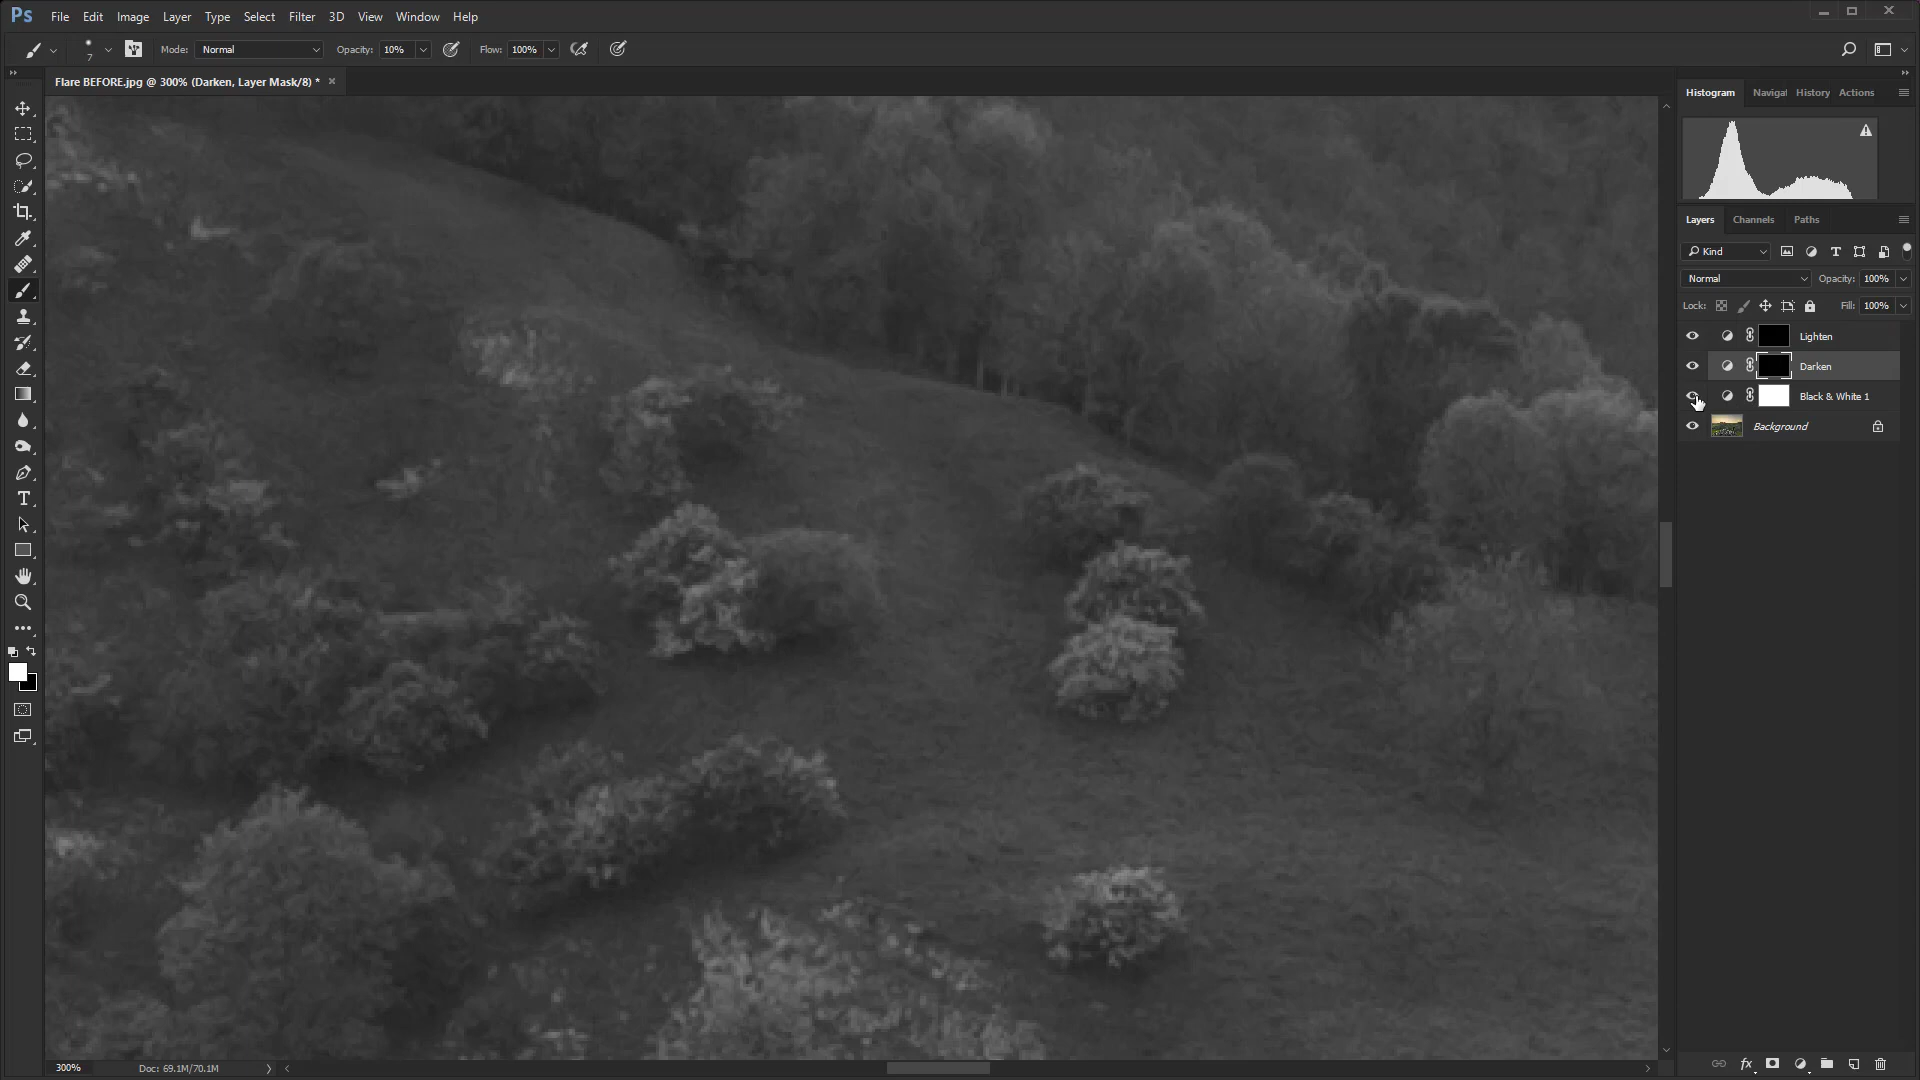 Ps File Edit Image Layer Type Select Filter 3D View Window Help
7 Mode: Normal Opacity: 10% Flow: 100%
Flare BEFORE.jpg @ 300% (Darken, Layer Mask/8) *
Histogram Navigat History Actions
Layers Channels Paths
Kind
Normal Opacity: 100%
Lock: Fill: 100%
Lighten
Darken
Black & White 1
Background
fx
300% Doc: 69.1M/70.1M